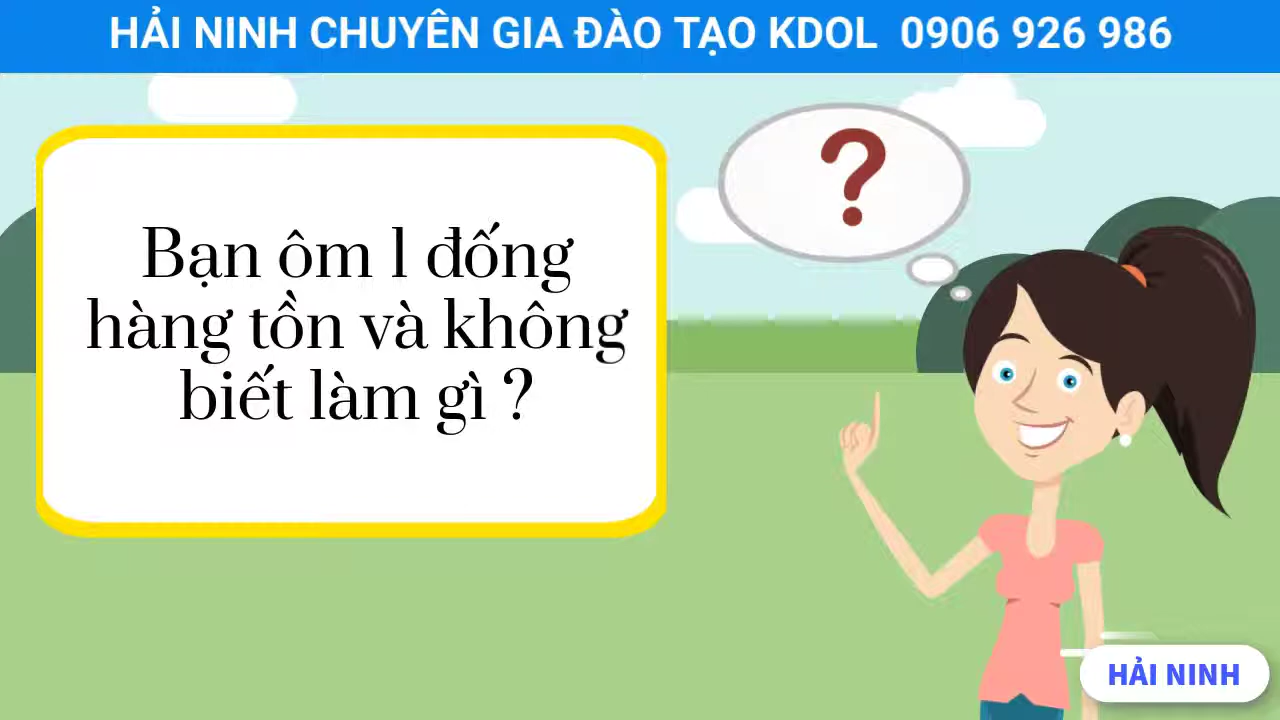 HẢI NINH CHUYÊN GIA ĐÀO TẠO KDOL 0906 926 986
?
Bạn ôm 1 đống
hàng tồn và không
biết làm gì ?
HẢI NINH